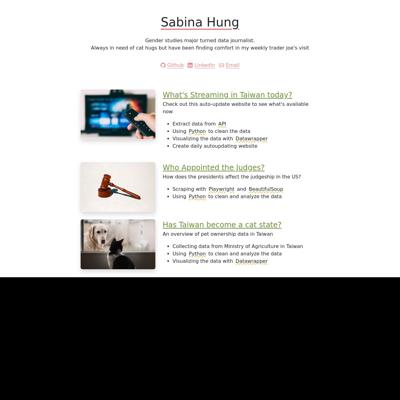 Sabina Hung
Gender studies major turned data journalist.
Always in need of cat hugs but have been finding comfort in my weekly trader joe's visit
Github LinkedIn Email
What's Streaming in Taiwan today?
Check out this auto-update website to see what's available
now
Extract data from API
Using Python to clean the data
Visualizing the data with Datawrapper
Create daily autoupdating website
Who Appointed the Judges?
How does the presidents affect the judgeship in the US?
Scraping with Playwright and BeautifulSoup
Using Python to clean and analyze the data
Has Taiwan become a cat state?
An overview of pet ownership data in Taiwan
Collecting data from Ministry of Agriculture in Taiwan
Using Python to clean and analyze the data
Visualizing the data with Datawrapper